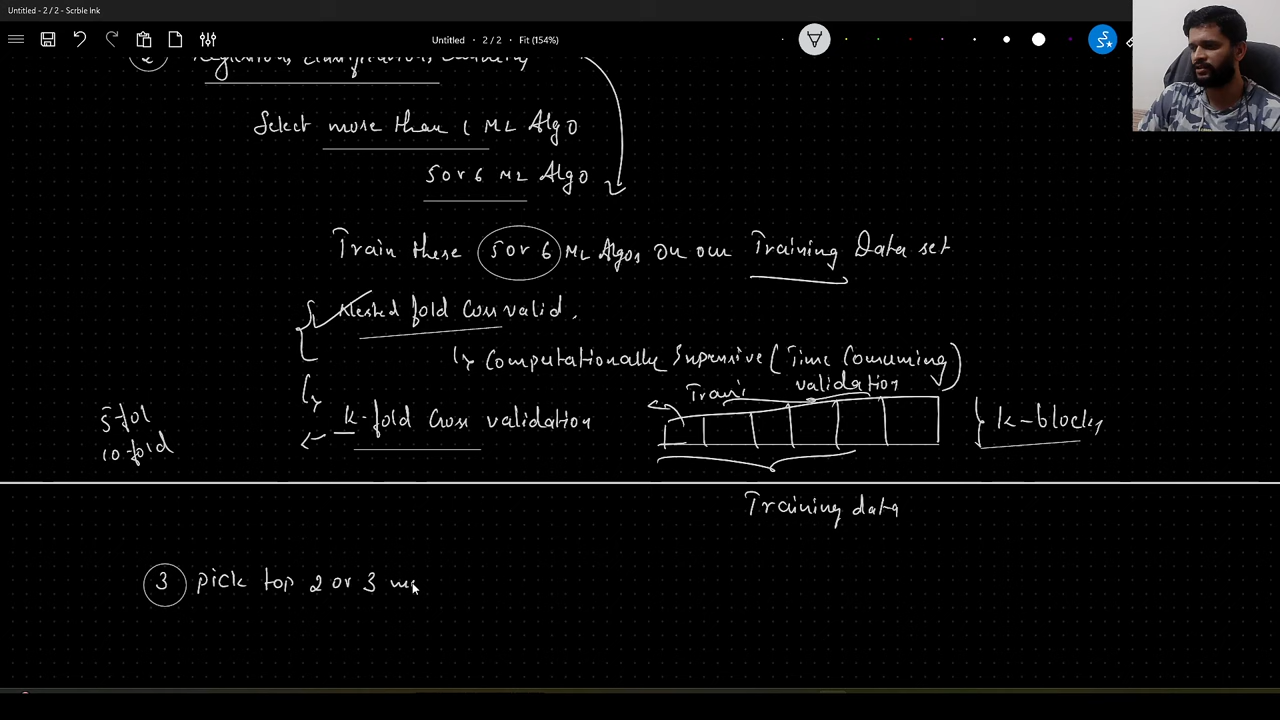 Untitled - 2 / 2 - Scrble Ink
Untitled • 2 / 2 • Fit (154%)
2
Select more than 1 ML Algo
5 or 6 ML Algo
Train these 5 or 6 ML Algos on our Training Data set
Nested fold Cross valid.
Computationally Expensive (Time Consuming)
Train validation
5-fol
10-fold
k-fold Cross validation
k-blocks
Training data
3 pick top 2 or 3 mo